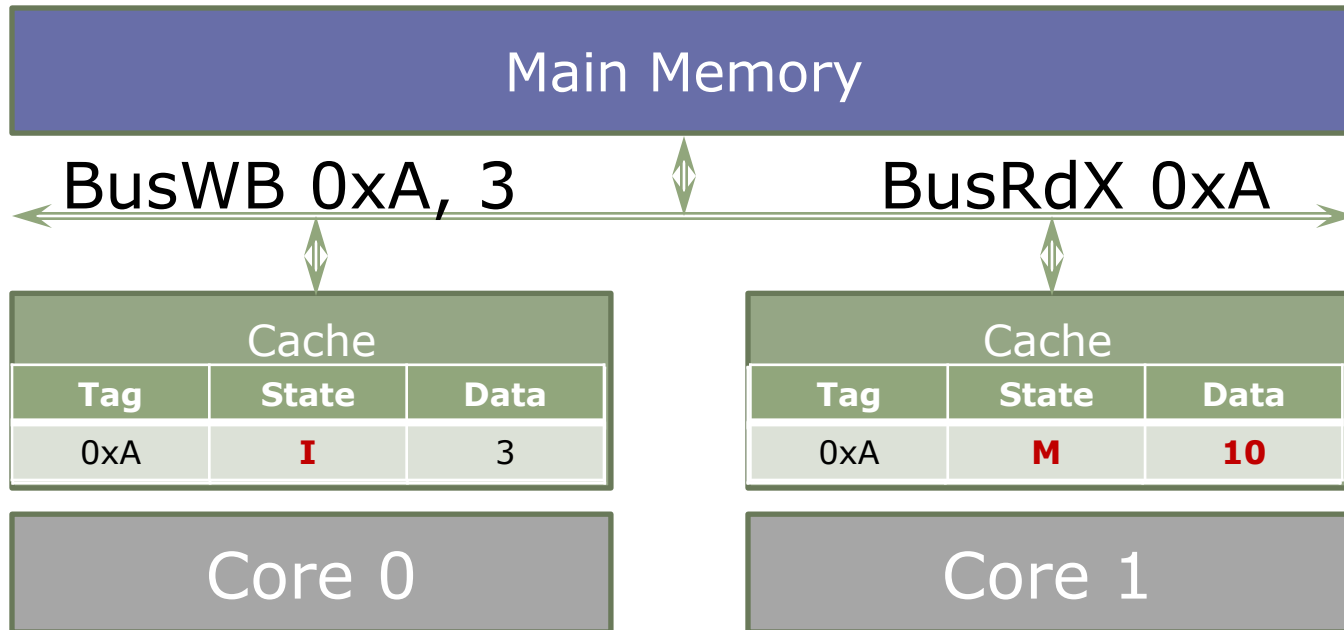 Main Memory
BusWB 0xA, 3
BusRdX 0xA
Cache
Tag State Data
0xA I 3
Cache
Tag State Data
0xA M 10
Core 0
Core 1